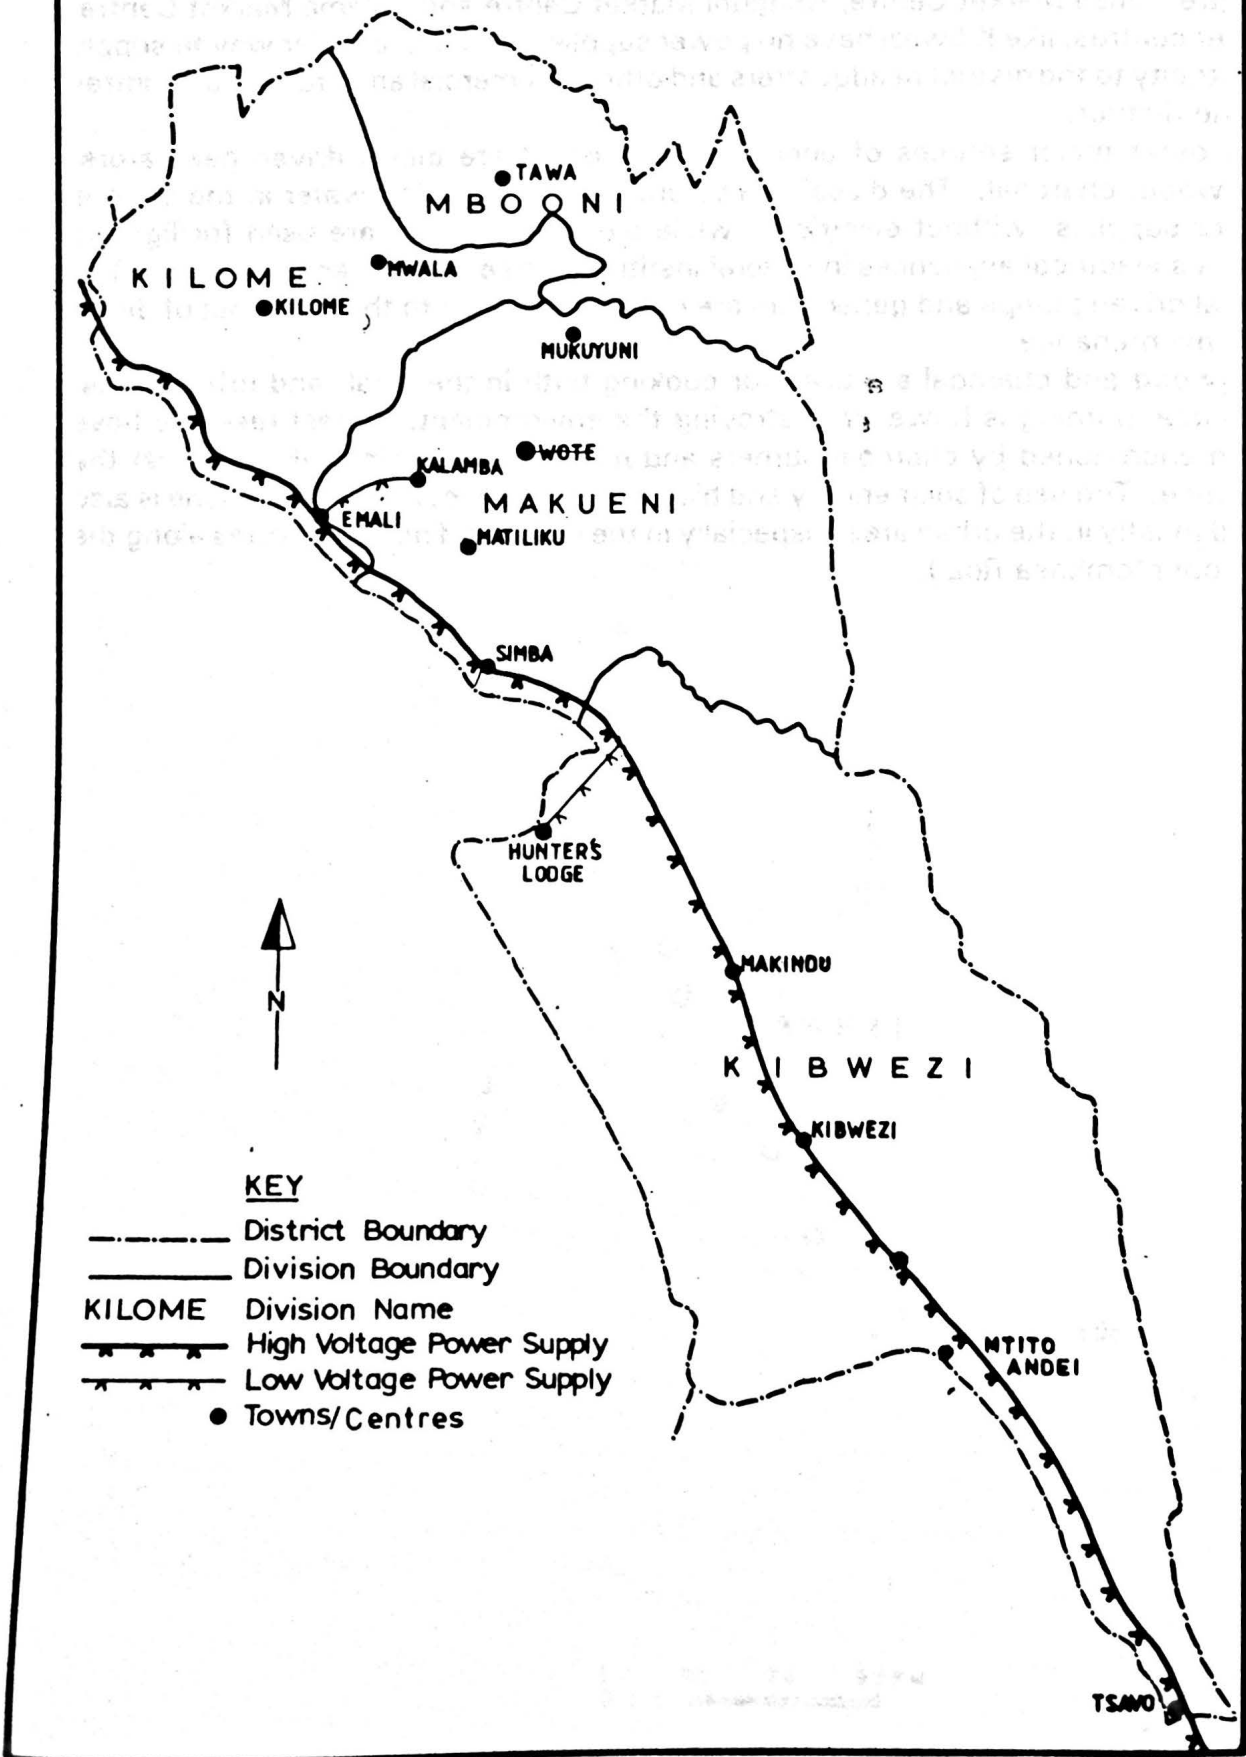 TAWA
MBOONI
MWALA
KILOME
KILOME
MUKUYUNI
WOTE
KALAMBA
MAKUENI
EMALI
MATILIKU
SIMBA
HUNTER'S
LODGE
N
MAKINDU
KIBWEZI
KIBWEZI
KEY
District Boundary
Division Boundary
KILOME Division Name
High Voltage Power Supply
Low Voltage Power Supply
Towns/Centres
MTITO
ANDEI
TSAVO